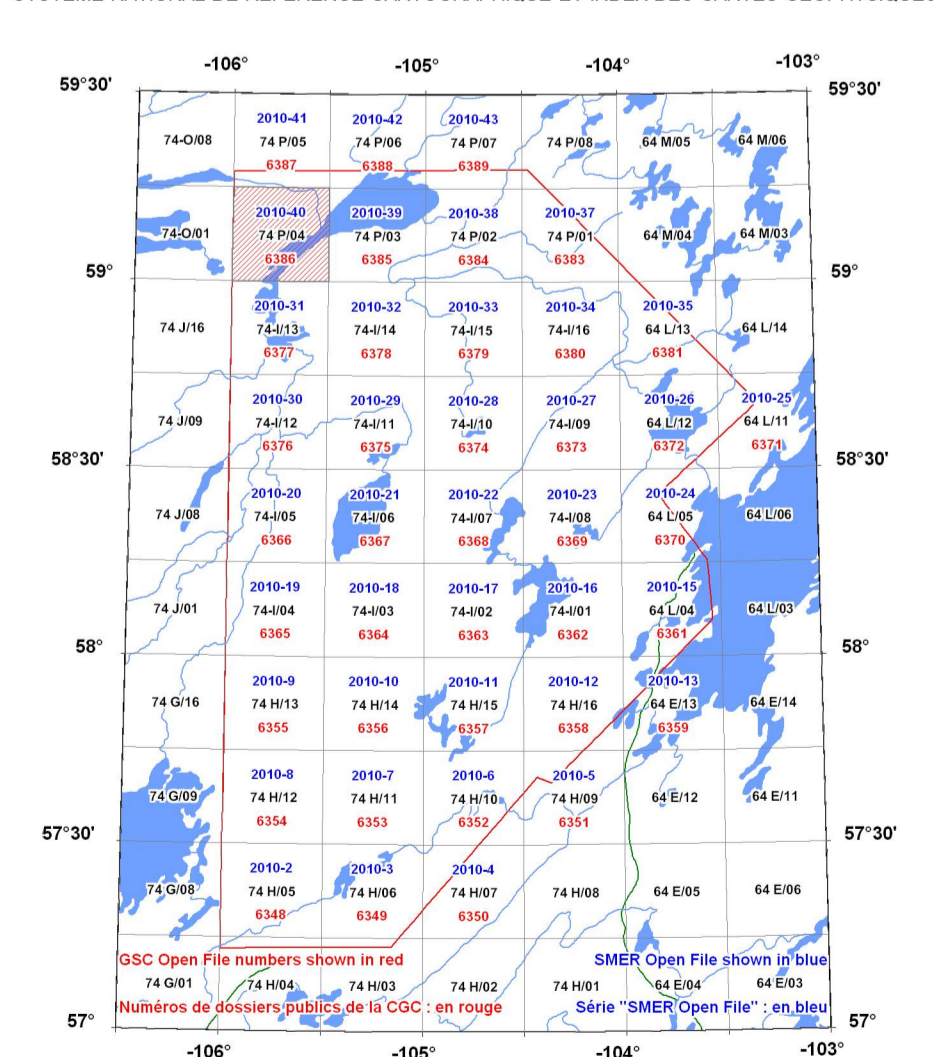 -106° -105° -104° -103°
59°30' 59°30'
2010-41 2010-42 2010-43
74-O/08 74 P/05 74 P/06 74 P/07 74 P/08 64 M/05 64 M/06
6387 6388 6389
2010-40 2010-39 2010-38 2010-37
74-O/01 74 P/04 74 P/03 74 P/02 74 P/01 64 M/04 64 M/03
6386 6385 6384 6383
59° 59°
2010-31 2010-32 2010-33 2010-34 2010-35
74 J/16 74-I/13 74-I/14 74-I/15 74-I/16 64 L/13 64 L/14
6377 6378 6379 6380 6381
2010-30 2010-29 2010-28 2010-27 2010-26 2010-25
74 J/09 74-I/12 74-I/11 74-I/10 74-I/09 64 L/12 64 L/11
6376 6375 6374 6373 6372 6371
58°30' 58°30'
2010-20 2010-21 2010-22 2010-23 2010-24
74 J/08 74-I/05 74-I/06 74-I/07 74-I/08 64 L/05 64 L/06
6366 6367 6368 6369 6370
2010-19 2010-18 2010-17 2010-16 2010-15
74 J/01 74-I/04 74-I/03 74-I/02 74-I/01 64 L/04 64 L/03
6365 6364 6363 6362 6361
58° 58°
2010-9 2010-10 2010-11 2010-12 2010-13
74 G/16 74 H/13 74 H/14 74 H/15 74 H/16 64 E/13 64 E/14
6355 6356 6357 6358 6359
2010-8 2010-7 2010-6 2010-5
74 G/09 74 H/12 74 H/11 74 H/10 74 H/09 64 E/12 64 E/11
6354 6353 6352 6351
57°30' 57°30'
2010-2 2010-3 2010-4
74 G/08 74 H/05 74 H/06 74 H/07 74 H/08 64 E/05 64 E/06
6348 6349 6350
GSC Open File numbers shown in red SMER Open File shown in blue
74 G/01 74 H/04 74 H/03 74 H/02 74 H/01 64 E/04 64 E/03
Numéros de dossiers publics de la CGC : en rouge Série "SMER Open File" : en bleu
57° 57°
-106° -105° -104° -103°